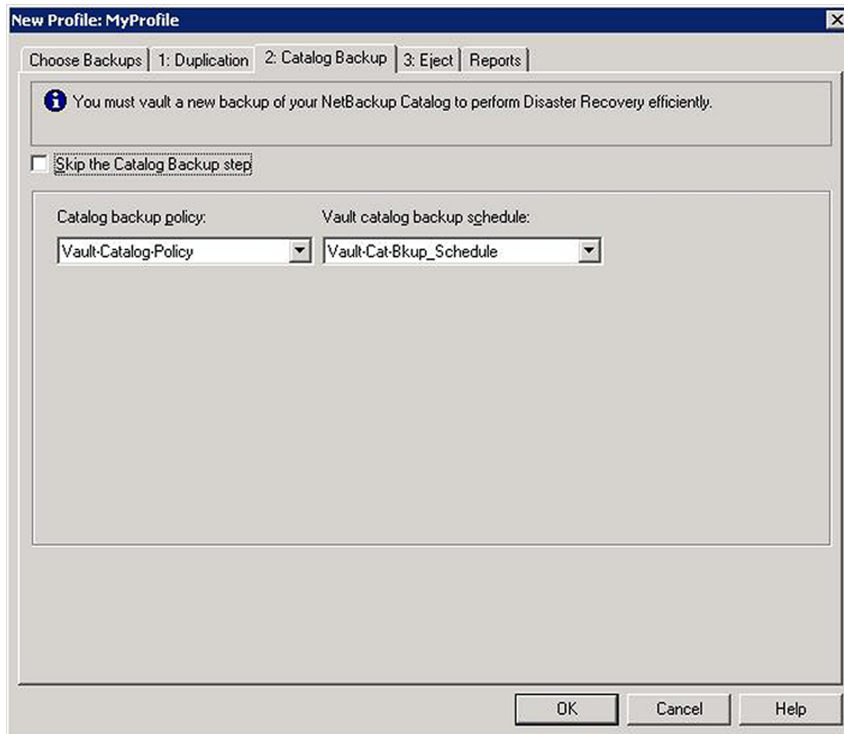 New Profile: MyProfile
Choose Backups 1: Duplication 2: Catalog Backup 3: Eject Reports
You must vault a new backup of your NetBackup Catalog to perform Disaster Recovery efficiently.
Skip the Catalog Backup step
Catalog backup policy: Vault catalog backup schedule:
Vault-Catalog-Policy Vault-Cat-Bkup_Schedule
OK Cancel Help